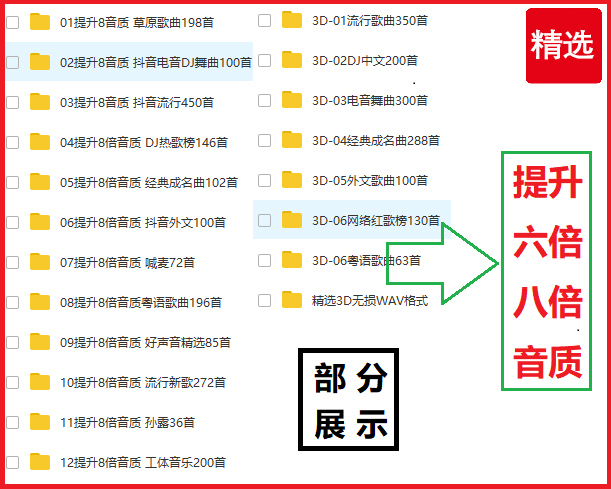 01提升8音质 草原歌曲198首
02提升8音质 抖音电音DJ舞曲100首
03提升8音质 抖音流行450首
04提升8倍音质 DJ热歌榜146首
05提升8倍音质 经典成名曲102首
06提升8倍音质 抖音外文100首
07提升8倍音质 喊麦72首
08提升8倍音质粤语歌曲196首
09提升8倍音质 好声音精选85首
10提升8倍音质 流行新歌272首
11提升8倍音质 孙露36首
12提升8倍音质 工体音乐200首
3D-01流行歌曲350首
3D-02DJ中文200首
3D-03电音舞曲300首
3D-04经典成名曲288首
3D-05外文歌曲100首
3D-06网络红歌榜130首
3D-06粤语歌曲63首
精选3D无损WAV格式
部分
展示
精选
提升
六倍
八倍
音质